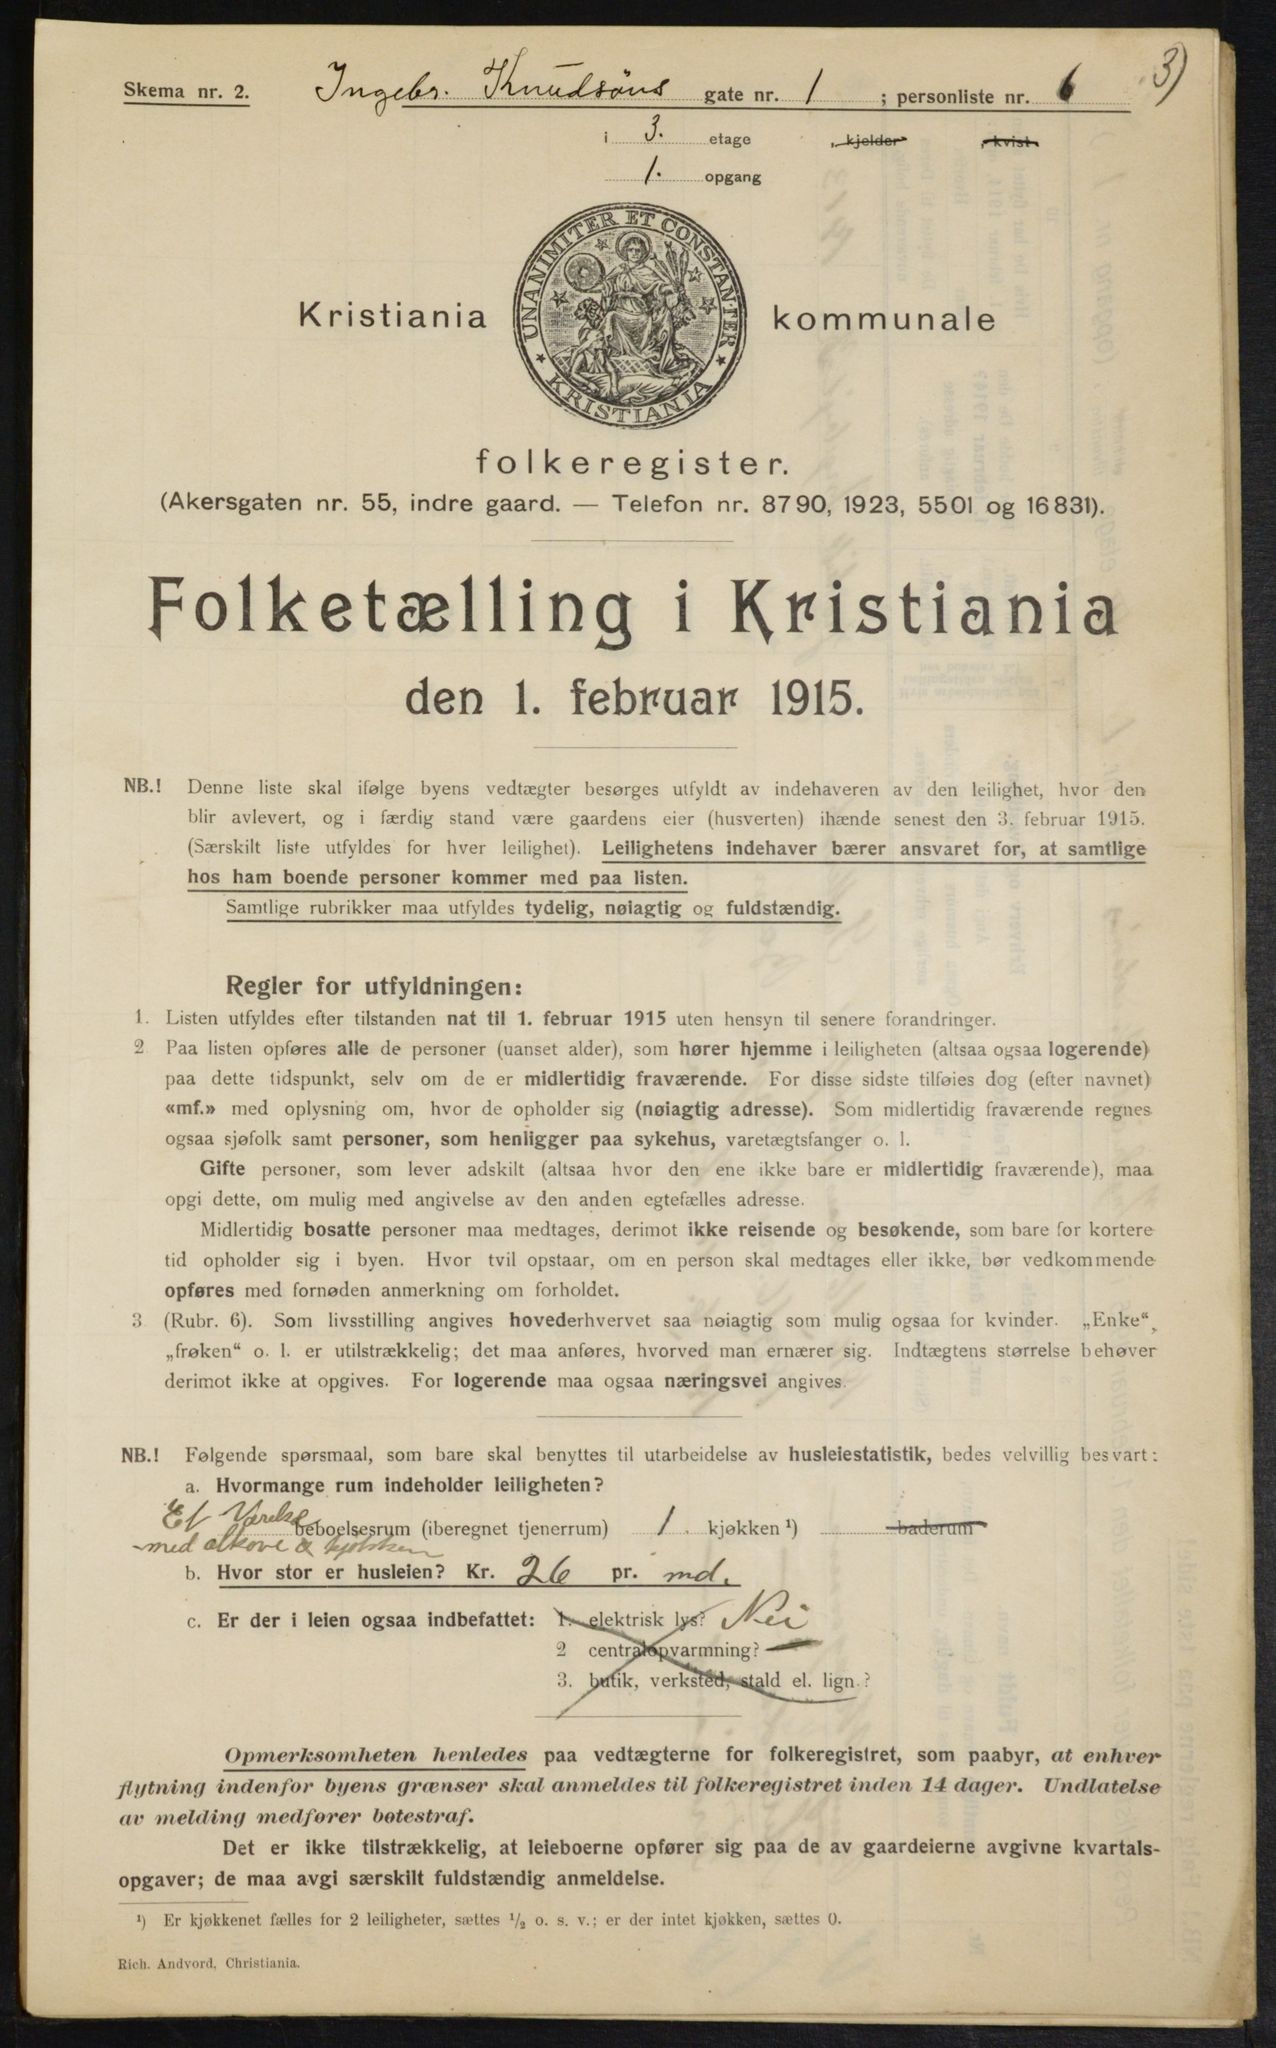 3)
Skema nr. 2. Ingebr. Knudsöns gate nr. 1 ; personliste nr. 6
i 3. etage , kjelder , kvist
1. opgang
UNANIMITER ET CONSTANTER
KRISTIANIA
Kristiania kommunale
folkeregister.
(Akersgaten nr. 55, indre gaard. — Telefon nr. 8790, 1923, 5501 og 16831).
Folketælling i Kristiania
den 1. februar 1915.
NB.! Denne liste skal ifølge byens vedtægter besørges utfyldt av indehaveren av den leilighet, hvor den
blir avlevert, og i færdig stand være gaardens eier (husverten) ihænde senest den 3. februar 1915.
(Særskilt liste utfyldes for hver leilighet). Leilighetens indehaver bærer ansvaret for, at samtlige
hos ham boende personer kommer med paa listen.
Samtlige rubrikker maa utfyldes tydelig, nøiagtig og fuldstændig.
Regler for utfyldningen:
1. Listen utfyldes efter tilstanden nat til 1. februar 1915 uten hensyn til senere forandringer.
2 Paa listen opføres alle de personer (uanset alder), som hører hjemme i leiligheten (altsaa ogsaa logerende)
paa dette tidspunkt, selv om de er midlertidig fraværende. For disse sidste tilføies dog (efter navnet)
«mf.» med oplysning om, hvor de opholder sig (nøiagtig adresse). Som midlertidig fraværende regnes
ogsaa sjøfolk samt personer, som henligger paa sykehus, varetægtsfanger o. l.
Gifte personer, som lever adskilt (altsaa hvor den ene ikke bare er midlertidig fraværende), maa
opgi dette, om mulig med angivelse av den anden egtefælles adresse.
Midlertidig bosatte personer maa medtages, derimot ikke reisende og besøkende, som bare for kortere
tid opholder sig i byen. Hvor tvil opstaar, om en person skal medtages eller ikke, bør vedkommende
opføres med fornøden anmerkning om forholdet.
3 (Rubr. 6). Som livsstilling angives hovederhvervet saa nøiagtig som mulig ogsaa for kvinder. „Enke“,
„frøken“ o. l. er utilstrækkelig; det maa anføres, hvorved man ernærer sig. Indtægtens størrelse behøver
derimot ikke at opgives. For logerende maa ogsaa næringsvei angives.
NB.! Følgende spørsmaal, som bare skal benyttes til utarbeidelse av husleiestatistik, bedes velvillig besvart:
a. Hvormange rum indeholder leiligheten?
Et Værelse
beboelsesrum (iberegnet tjenerrum) 1. kjøkken ¹) baderum
med alkove &
b. Hvor stor er husleien? Kr. 26 pr. md.
c. Er der i leien ogsaa indbefattet: 1. elektrisk lys? Nei
2 centralopvarmning? —
3. butik, verksted, stald el. lign.?
Opmerksomheten henledes paa vedtægterne for folkeregistret, som paabyr, at enhver
flytning indenfor byens grænser skal anmeldes til folkeregistret inden 14 dager. Undlatelse
av melding medfører bøtestraf.
Det er ikke tilstrækkelig, at leieboerne opfører sig paa de av gaardeierne avgivne kvartals-
opgaver; de maa avgi særskilt fuldstændig anmeldelse.
¹) Er kjøkkenet fælles for 2 leiligheter, sættes ½ o. s. v.; er der intet kjøkken, sættes 0.
Rich. Andvord, Christiania.